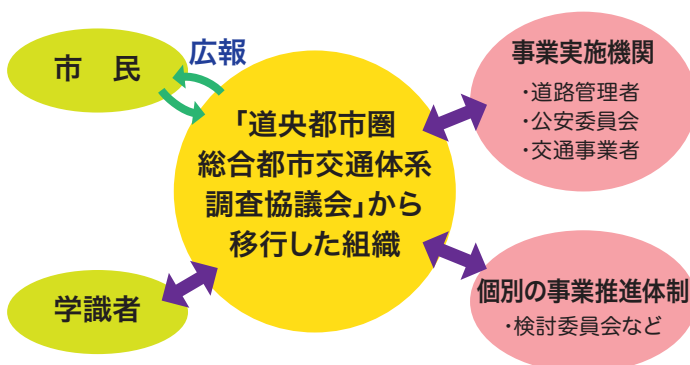 市　民
広報
「道央都市圏
総合都市交通体系
調査協議会」から
移行した組織
学識者
事業実施機関
・道路管理者
・公安委員会
・交通事業者
個別の事業推進体制
・検討委員会など